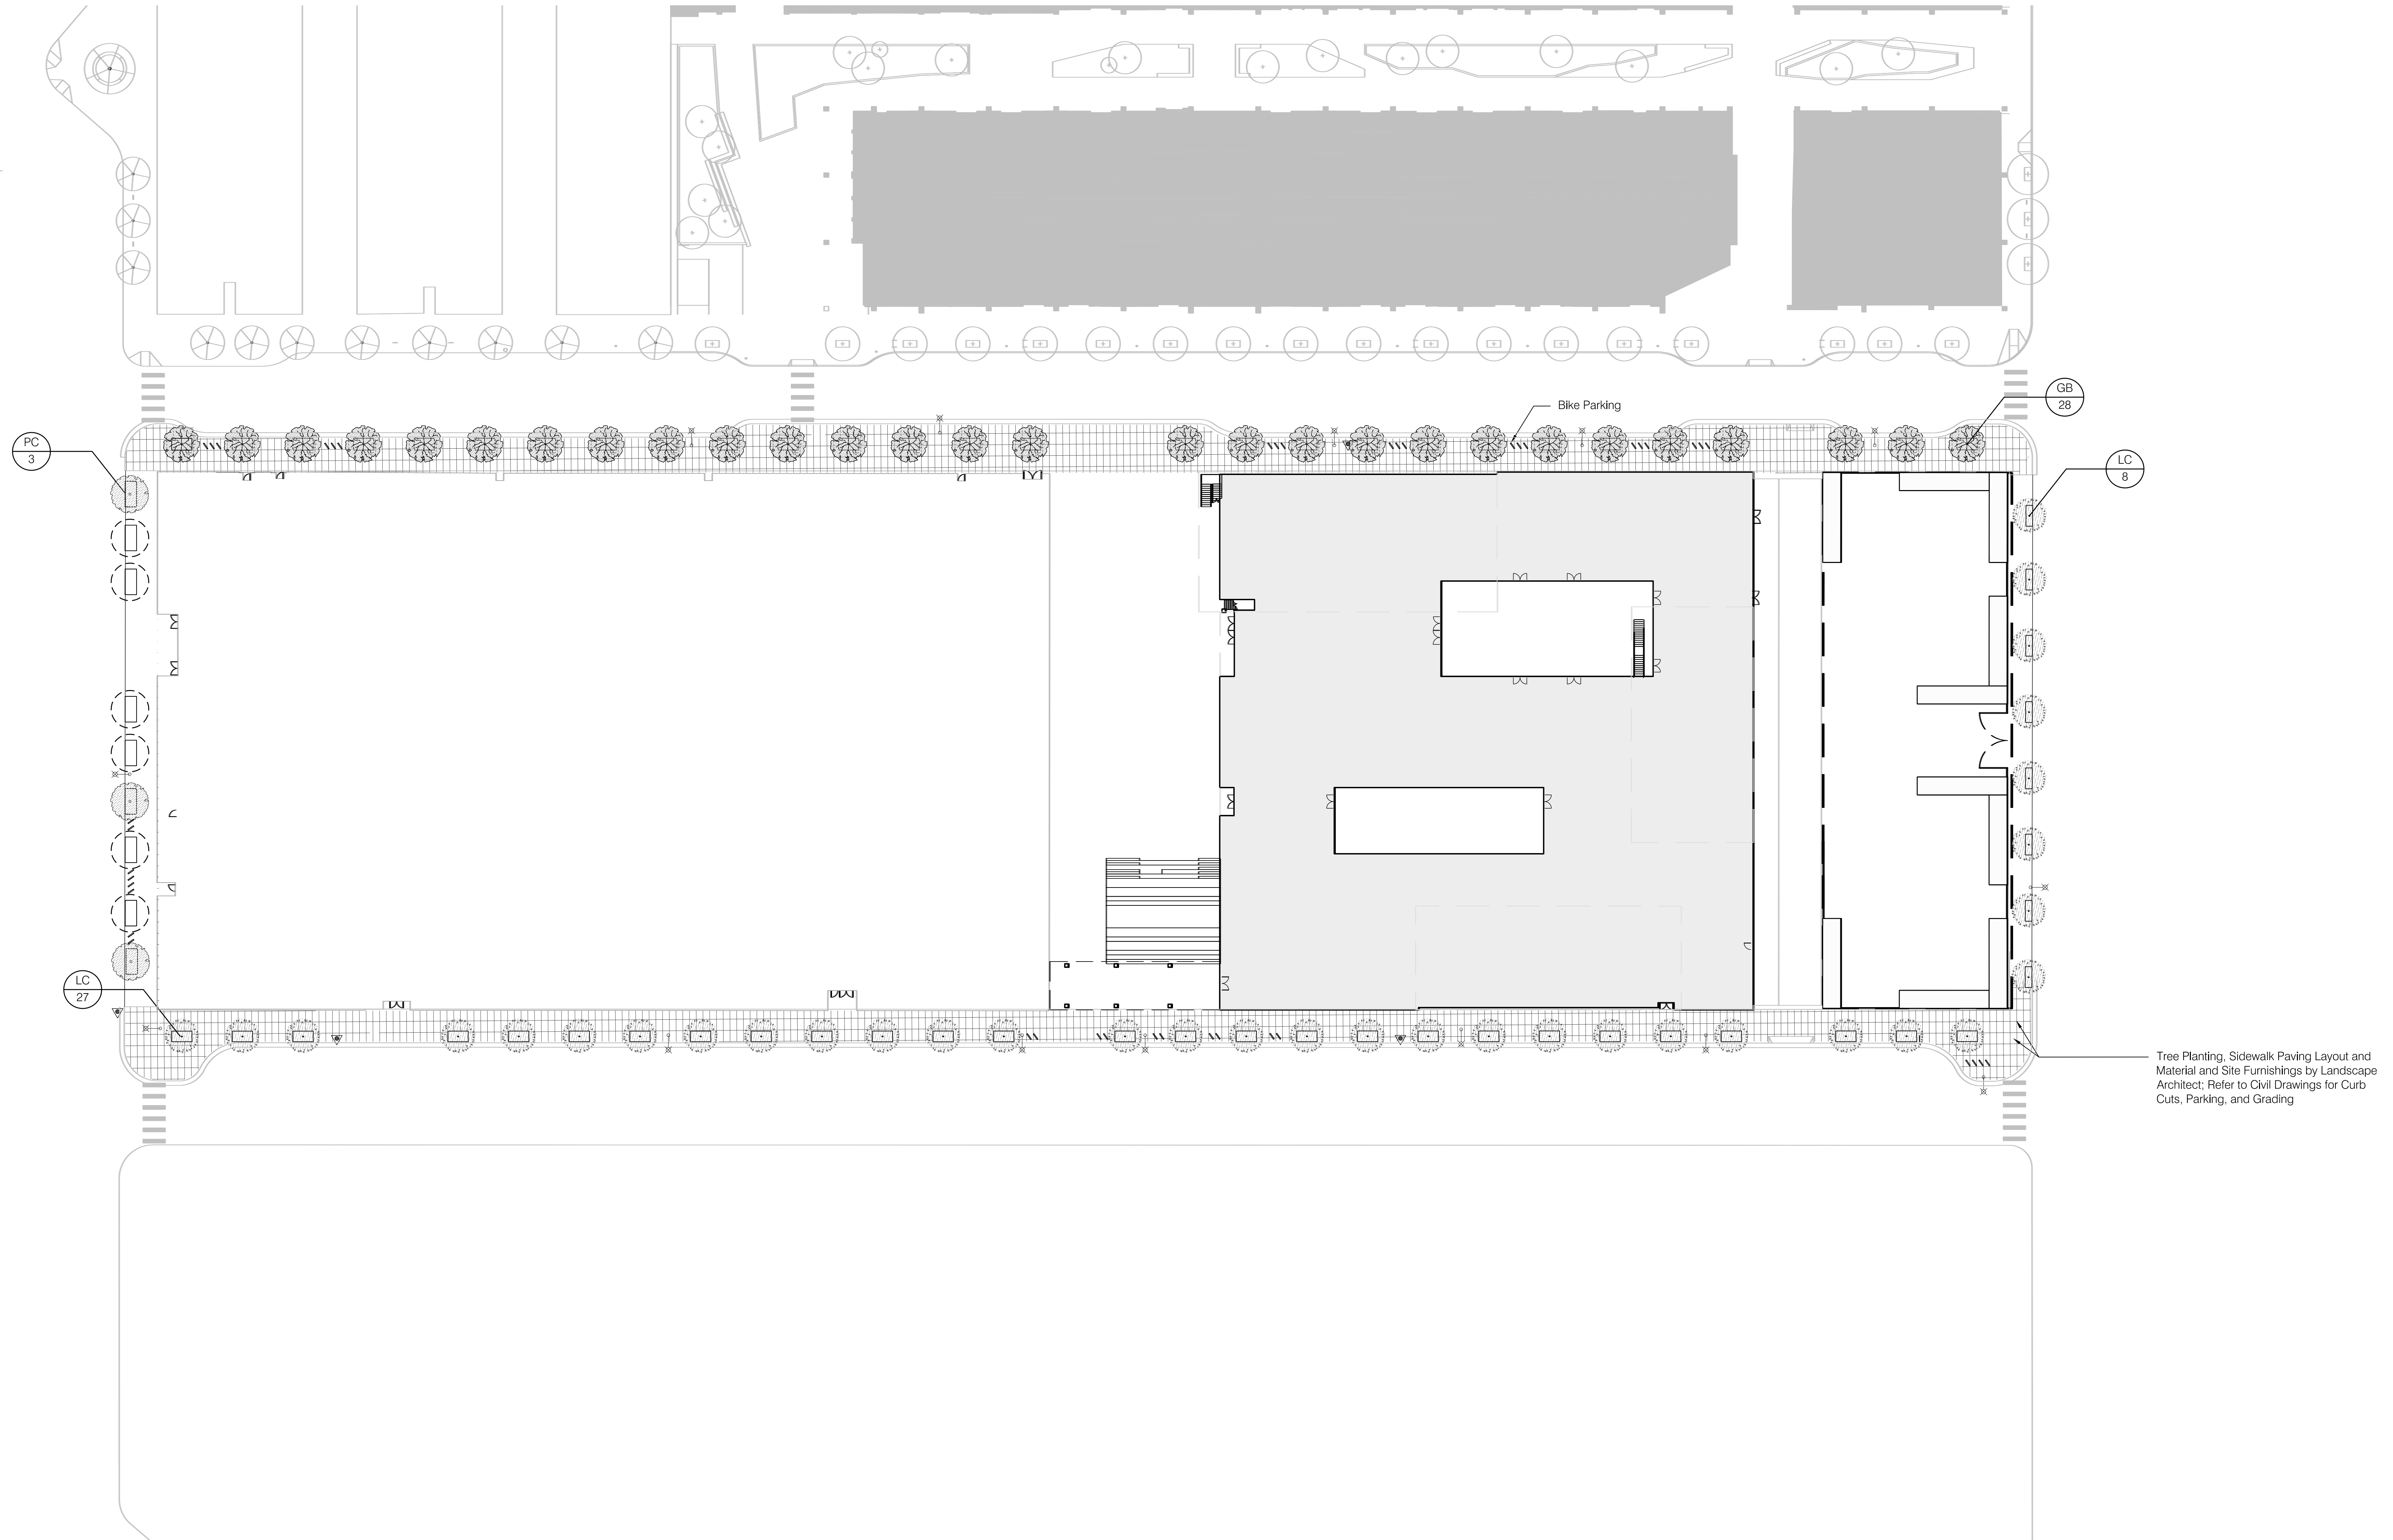 Bike Parking
GB
28
PC
3
LC
8
LC
27
Tree Planting, Sidewalk Paving Layout and
Material and Site Furnishings by Landscape
Architect; Refer to Civil Drawings for Curb
Cuts, Parking, and Grading